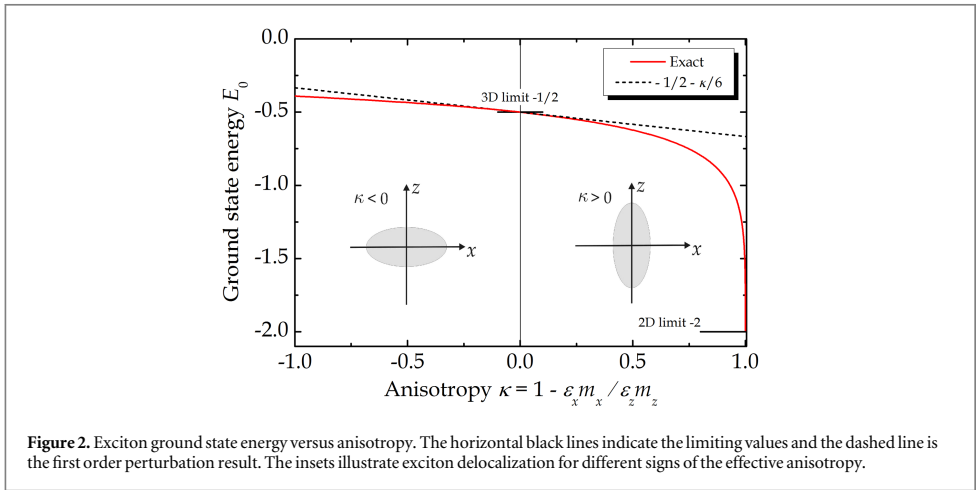 0.0
-0.5
-1.0
-1.5
-2.0
Ground state energy E₀
Exact
- 1/2 - κ/6
3D limit -1/2
κ < 0
z
x
κ > 0
z
x
2D limit -2
-1.0 -0.5 0.0 0.5 1.0
Anisotropy κ = 1 - εₓmₓ / ε_z m_z
Figure 2. Exciton ground state energy versus anisotropy. The horizontal black lines indicate the limiting values and the dashed line is
the first order perturbation result. The insets illustrate exciton delocalization for different signs of the effective anisotropy.